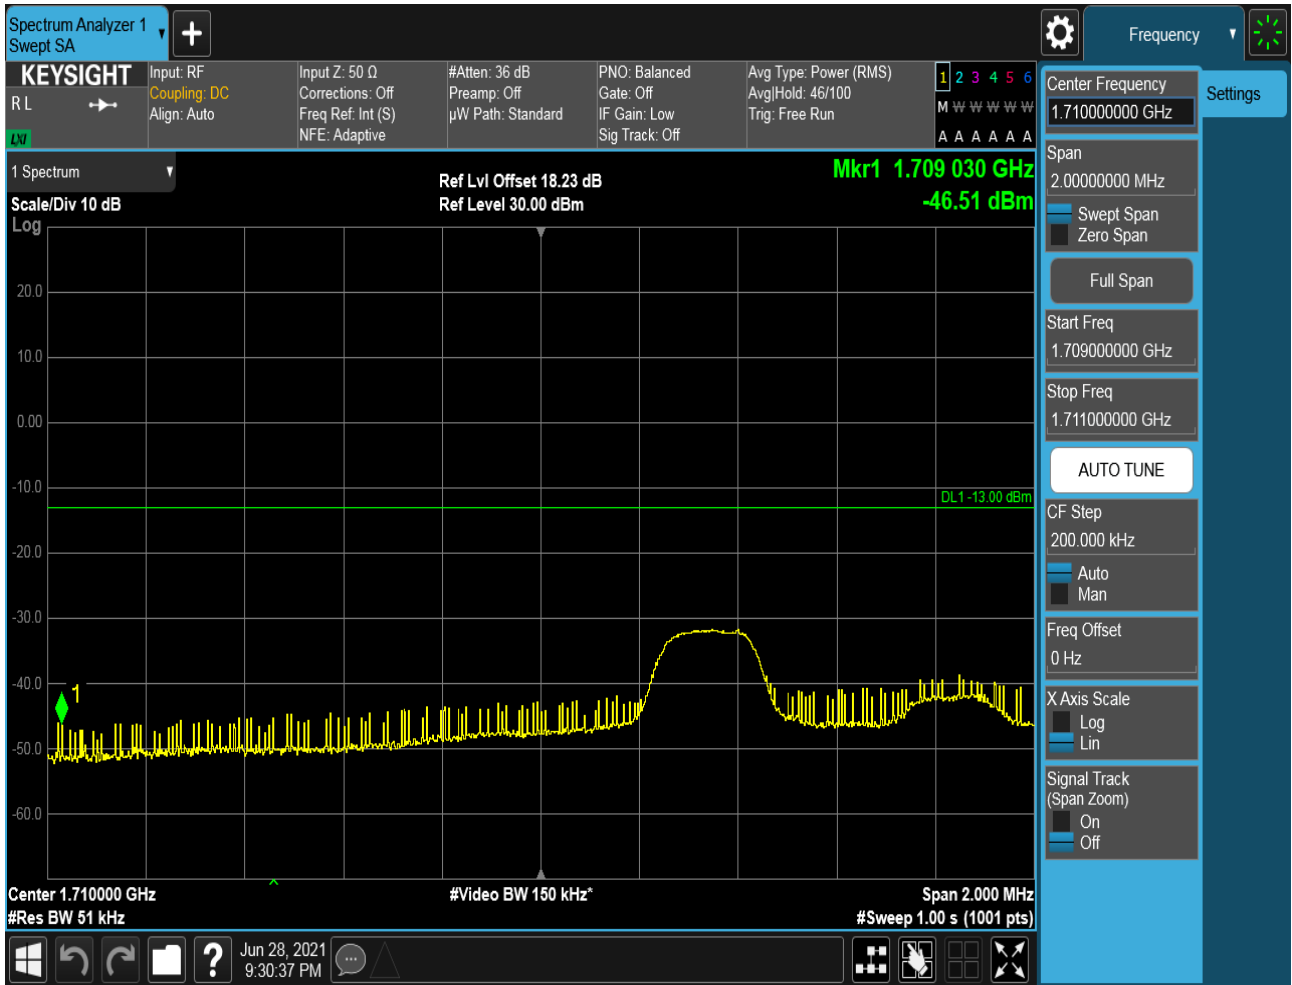 Spectrum Analyzer 1
Swept SA
Frequency
KEYSIGHT
R L
LXI
Input: RF
Coupling: DC
Align: Auto
Input Z: 50 Ω
Corrections: Off
Freq Ref: Int (S)
NFE: Adaptive
#Atten: 36 dB
Preamp: Off
µW Path: Standard
PNO: Balanced
Gate: Off
IF Gain: Low
Sig Track: Off
Avg Type: Power (RMS)
Avg|Hold: 46/100
Trig: Free Run
1 2 3 4 5 6
M W W W W W
A A A A A A
1 Spectrum
Scale/Div 10 dB
Log
Ref Lvl Offset 18.23 dB
Ref Level 30.00 dBm
Mkr1 1.709 030 GHz
-46.51 dBm
20.0
10.0
0.00
-10.0
DL1 -13.00 dBm
-20.0
-30.0
-40.0
1
-50.0
-60.0
Center 1.710000 GHz
#Video BW 150 kHz*
Span 2.000 MHz
#Res BW 51 kHz
#Sweep 1.00 s (1001 pts)
?
Jun 28, 2021
9:30:37 PM
Center Frequency
1.710000000 GHz
Settings
Span
2.00000000 MHz
Swept Span
Zero Span
Full Span
Start Freq
1.709000000 GHz
Stop Freq
1.711000000 GHz
AUTO TUNE
CF Step
200.000 kHz
Auto
Man
Freq Offset
0 Hz
X Axis Scale
Log
Lin
Signal Track
(Span Zoom)
On
Off